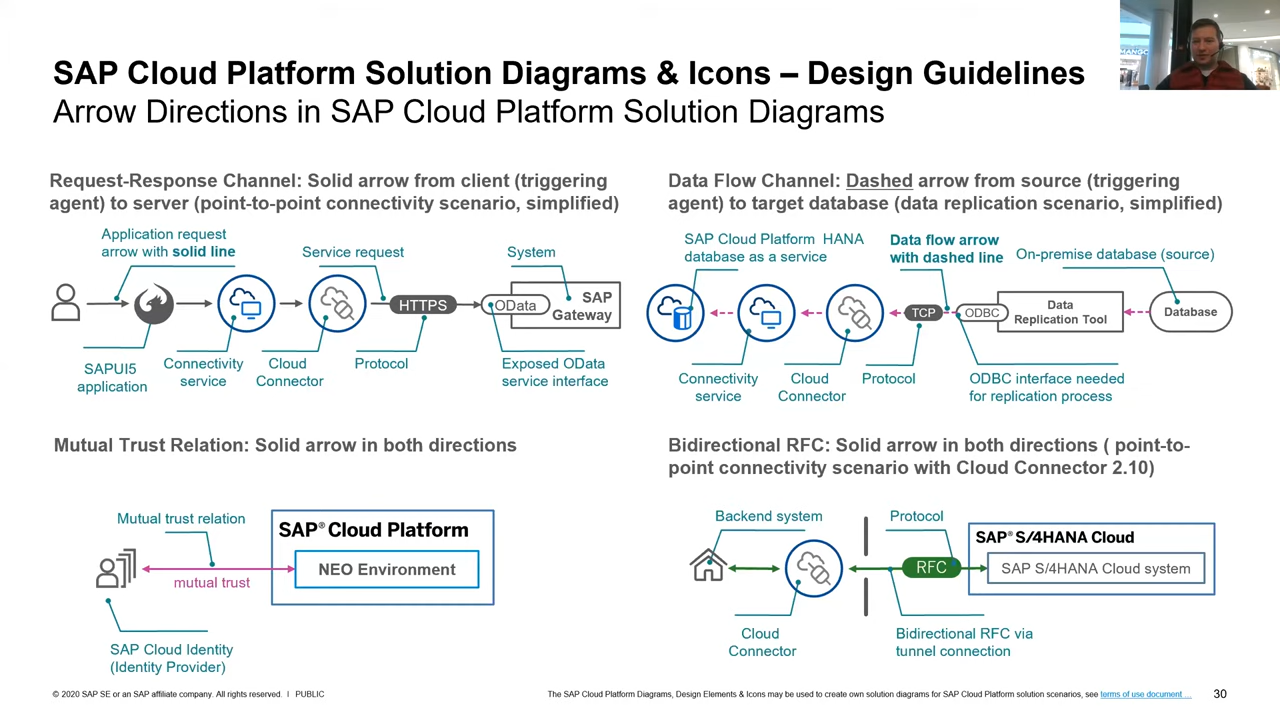 SAP Cloud Platform Solution Diagrams & Icons – Design Guidelines
Arrow Directions in SAP Cloud Platform Solution Diagrams
Request-Response Channel: Solid arrow from client (triggering
agent) to server (point-to-point connectivity scenario, simplified)
Application request
arrow with solid line
Service request
System
HTTPS
OData
SAP
Gateway
SAPUI5
application
Connectivity
service
Cloud
Connector
Protocol
Exposed OData
service interface
Data Flow Channel: Dashed arrow from source (triggering
agent) to target database (data replication scenario, simplified)
SAP Cloud Platform HANA
database as a service
Data flow arrow
with dashed line
On-premise database (source)
TCP
ODBC
Data
Replication Tool
Database
Connectivity
service
Cloud
Connector
Protocol
ODBC interface needed
for replication process
Mutual Trust Relation: Solid arrow in both directions
Mutual trust relation
mutual trust
SAP® Cloud Platform
NEO Environment
SAP Cloud Identity
(Identity Provider)
Bidirectional RFC: Solid arrow in both directions ( point-to-
point connectivity scenario with Cloud Connector 2.10)
Backend system
Protocol
RFC
SAP® S/4HANA Cloud
SAP S/4HANA Cloud system
Cloud
Connector
Bidirectional RFC via
tunnel connection
© 2020 SAP SE or an SAP affiliate company. All rights reserved. | PUBLIC
The SAP Cloud Platform Diagrams, Design Elements & Icons may be used to create own solution diagrams for SAP Cloud Platform solution scenarios, see terms of use document ...
30